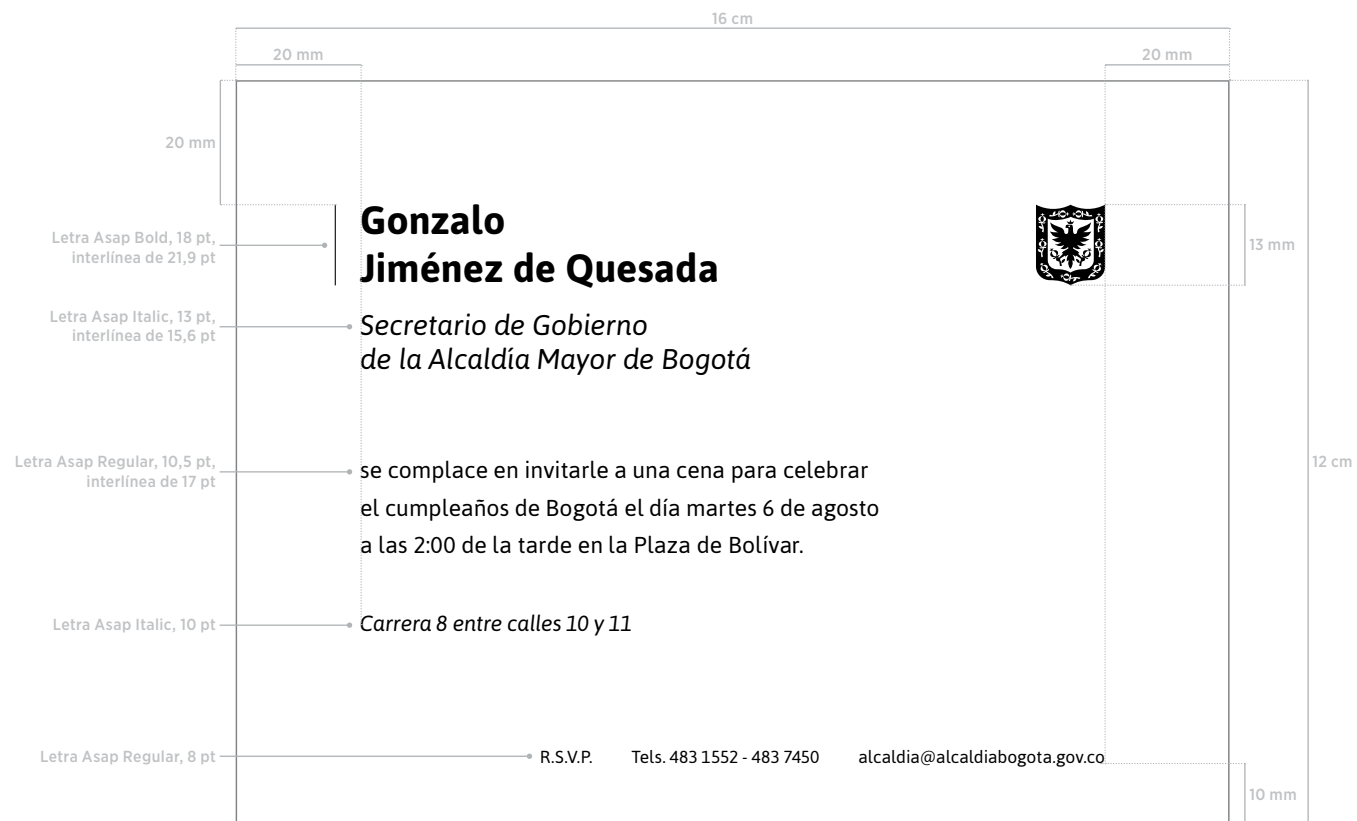 16 cm
20 mm
20 mm
20 mm
Letra Asap Bold, 18 pt,
interlínea de 21,9 pt
Gonzalo
Jiménez de Quesada
13 mm
Letra Asap Italic, 13 pt,
interlínea de 15,6 pt
Secretario de Gobierno
de la Alcaldía Mayor de Bogotá
Letra Asap Regular, 10,5 pt,
interlínea de 17 pt
se complace en invitarle a una cena para celebrar
el cumpleaños de Bogotá el día martes 6 de agosto
a las 2:00 de la tarde en la Plaza de Bolívar.
12 cm
Letra Asap Italic, 10 pt
Carrera 8 entre calles 10 y 11
Letra Asap Regular, 8 pt
R.S.V.P. Tels. 483 1552 - 483 7450 alcaldia@alcaldiabogota.gov.co
10 mm